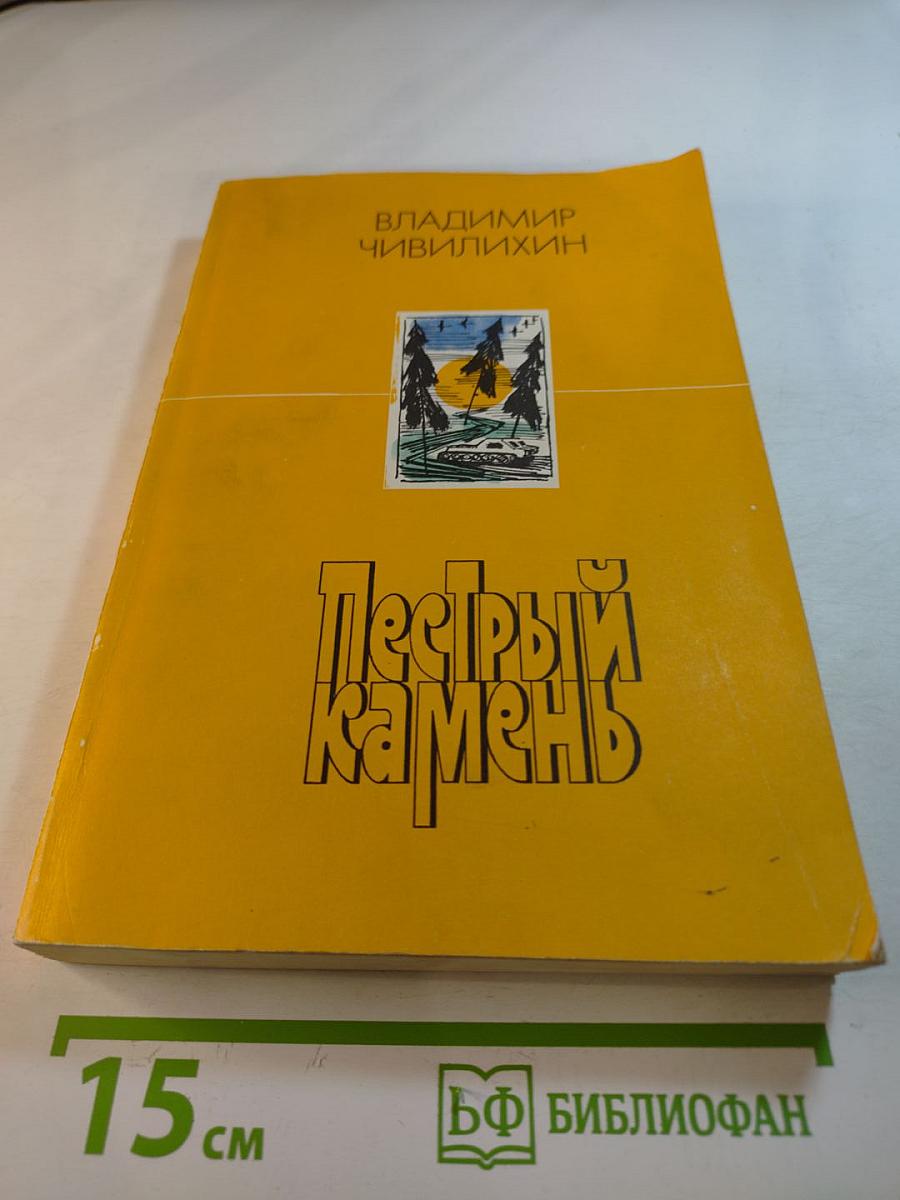 ВЛАДИМИР
ЧИВИЛИХИН
Пестрый
камень
15 см
БФ БИБЛИОФАН